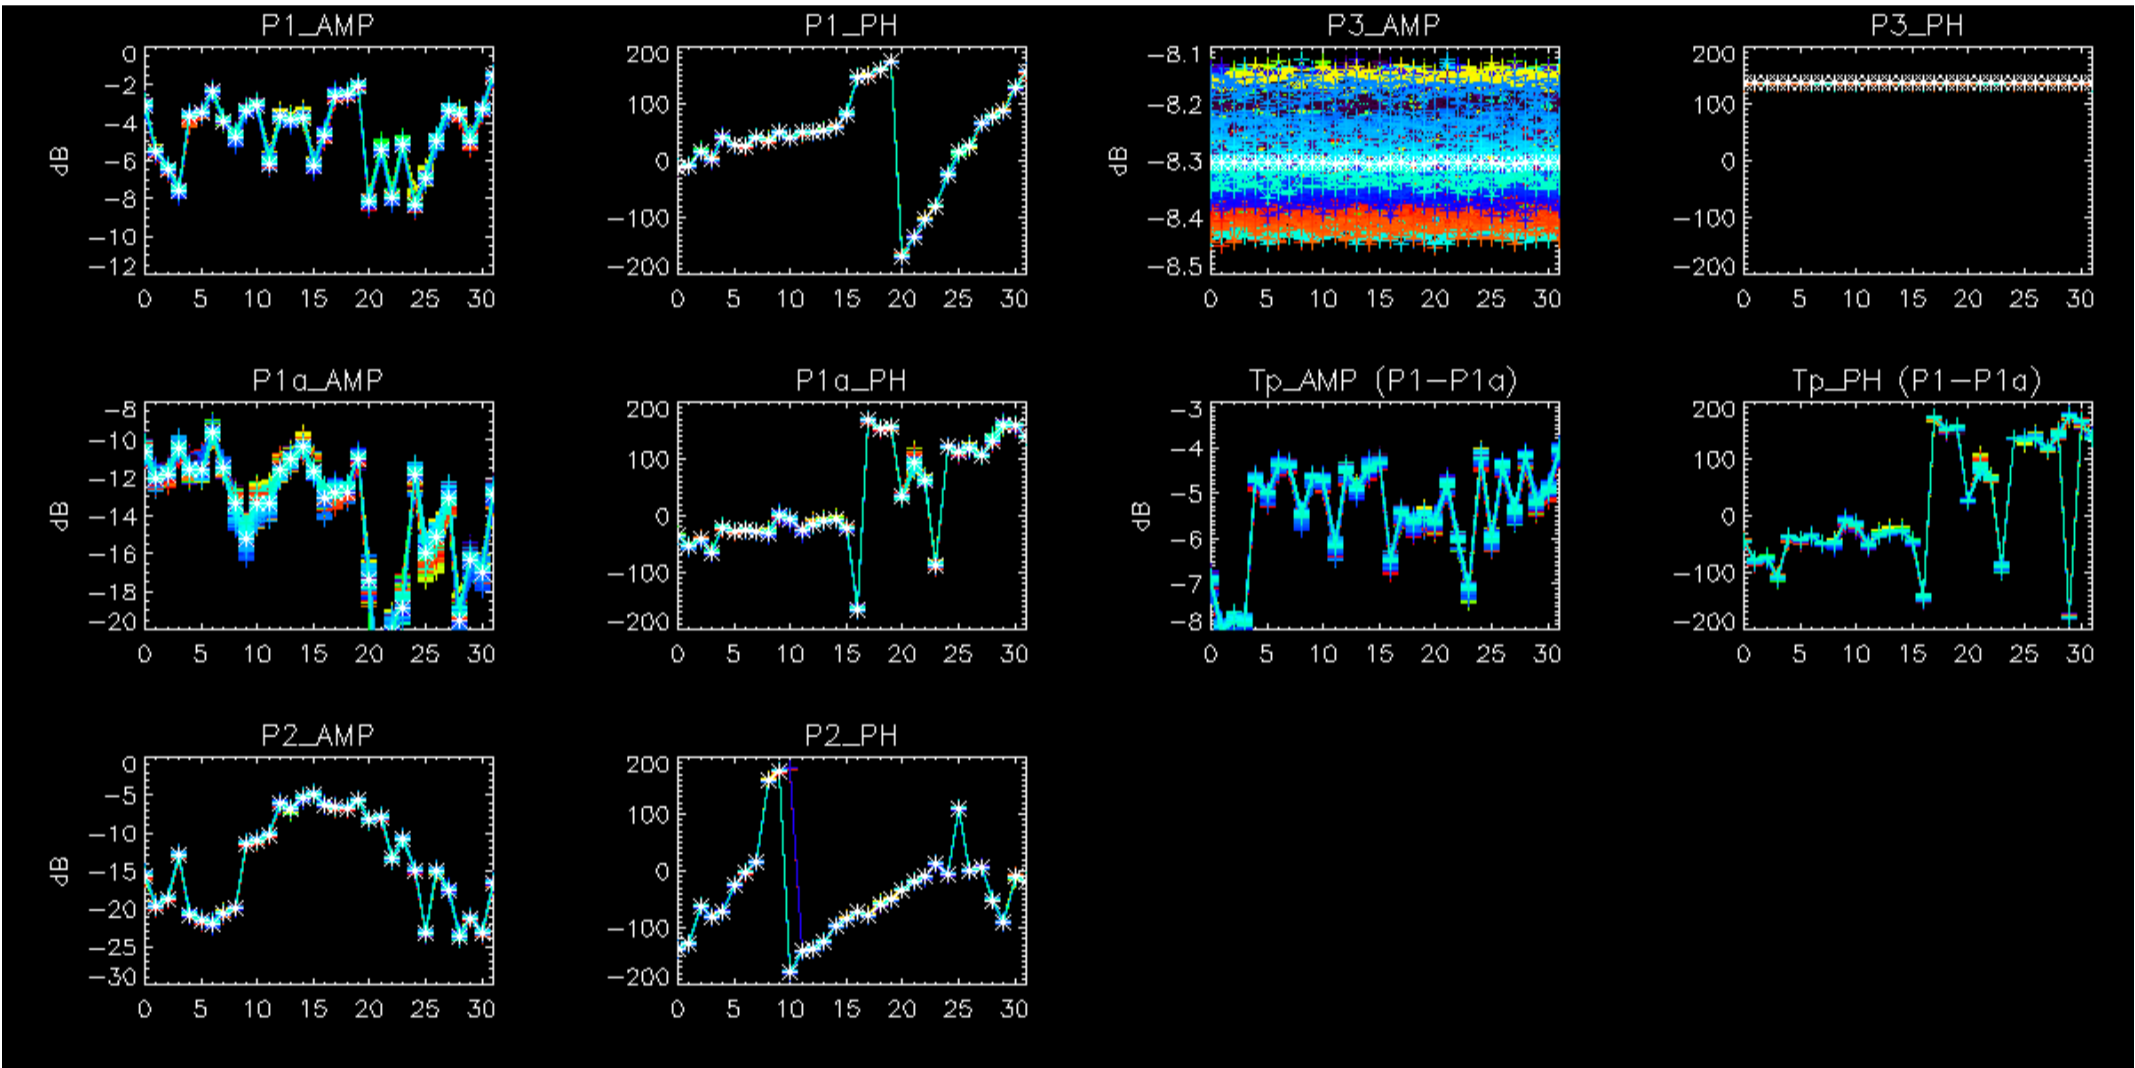 P1_AMP
dB
0
−2
−4
−6
−8
−10
−12
0 5 10 15 20 25 30
P1_PH
200
100
0
−100
−200
0 5 10 15 20 25 30
P3_AMP
dB
−8.1
−8.2
−8.3
−8.4
−8.5
0 5 10 15 20 25 30
P3_PH
200
100
0
−100
−200
0 5 10 15 20 25 30
P1a_AMP
dB
−8
−10
−12
−14
−16
−18
−20
0 5 10 15 20 25 30
P1a_PH
200
100
0
−100
−200
0 5 10 15 20 25 30
Tp_AMP (P1−P1a)
dB
−3
−4
−5
−6
−7
−8
0 5 10 15 20 25 30
Tp_PH (P1−P1a)
200
100
0
−100
−200
0 5 10 15 20 25 30
P2_AMP
dB
0
−5
−10
−15
−20
−25
−30
0 5 10 15 20 25 30
P2_PH
200
100
0
−100
−200
0 5 10 15 20 25 30